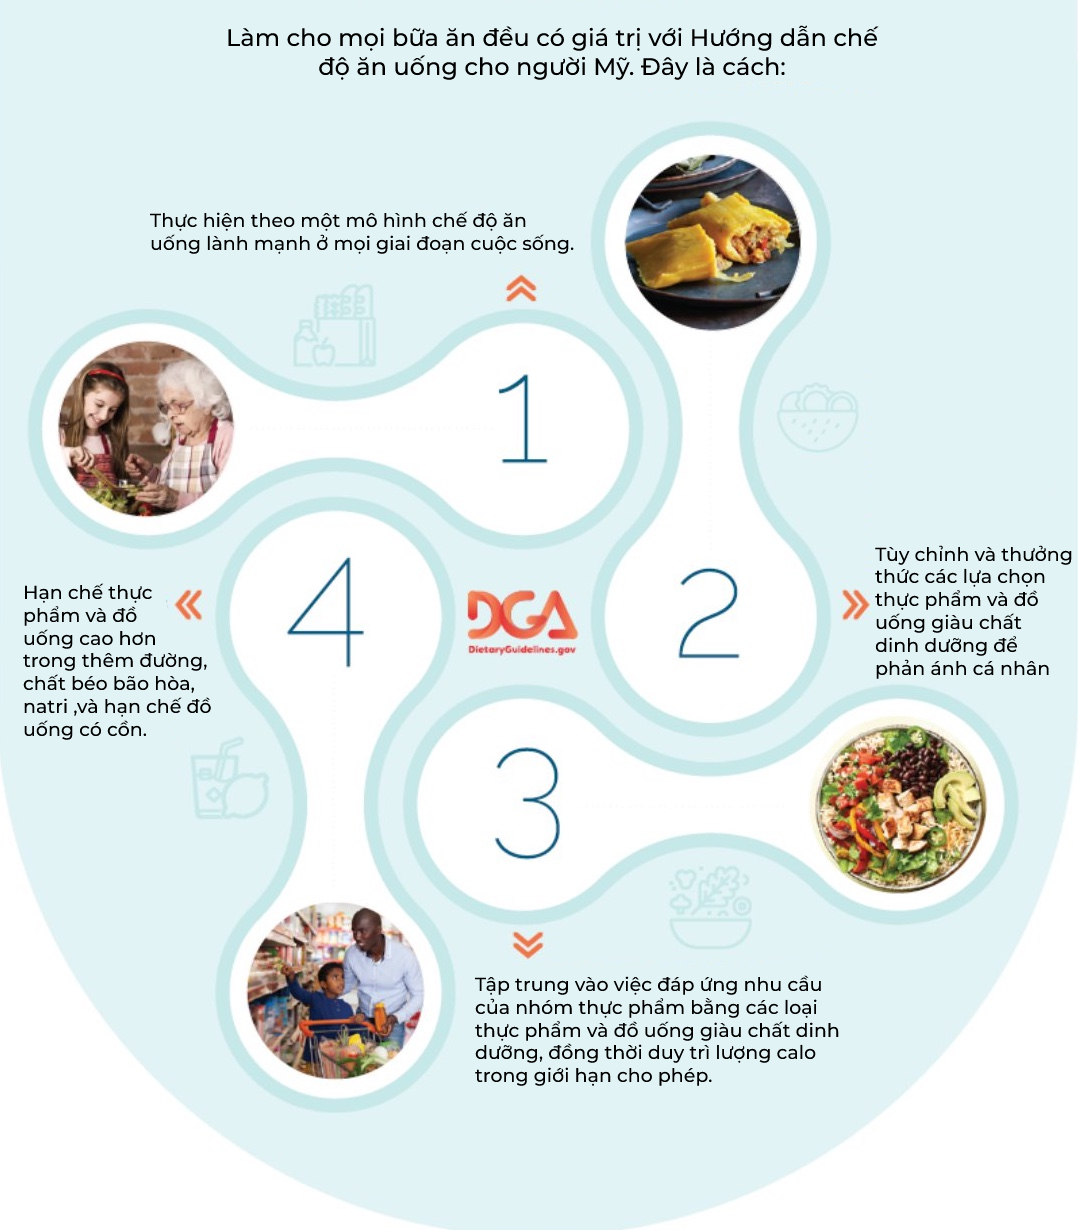 Làm cho mọi bữa ăn đều có giá trị với Hướng dẫn chế
độ ăn uống cho người Mỹ. Đây là cách:
Thực hiện theo một mô hình chế độ ăn
uống lành mạnh ở mọi giai đoạn cuộc sống.
1
2
Tùy chỉnh và thưởng
thức các lựa chọn
thực phẩm và đồ
uống giàu chất
dinh dưỡng để
phản ánh cá nhân
3
Tập trung vào việc đáp ứng nhu cầu
của nhóm thực phẩm bằng các loại
thực phẩm và đồ uống giàu chất dinh
dưỡng, đồng thời duy trì lượng calo
trong giới hạn cho phép.
4
Hạn chế thực
phẩm và đồ
uống cao hơn
trong thêm đường,
chất béo bão hòa,
natri ,và hạn chế đồ
uống có cồn.
DGA
DietaryGuidelines.gov